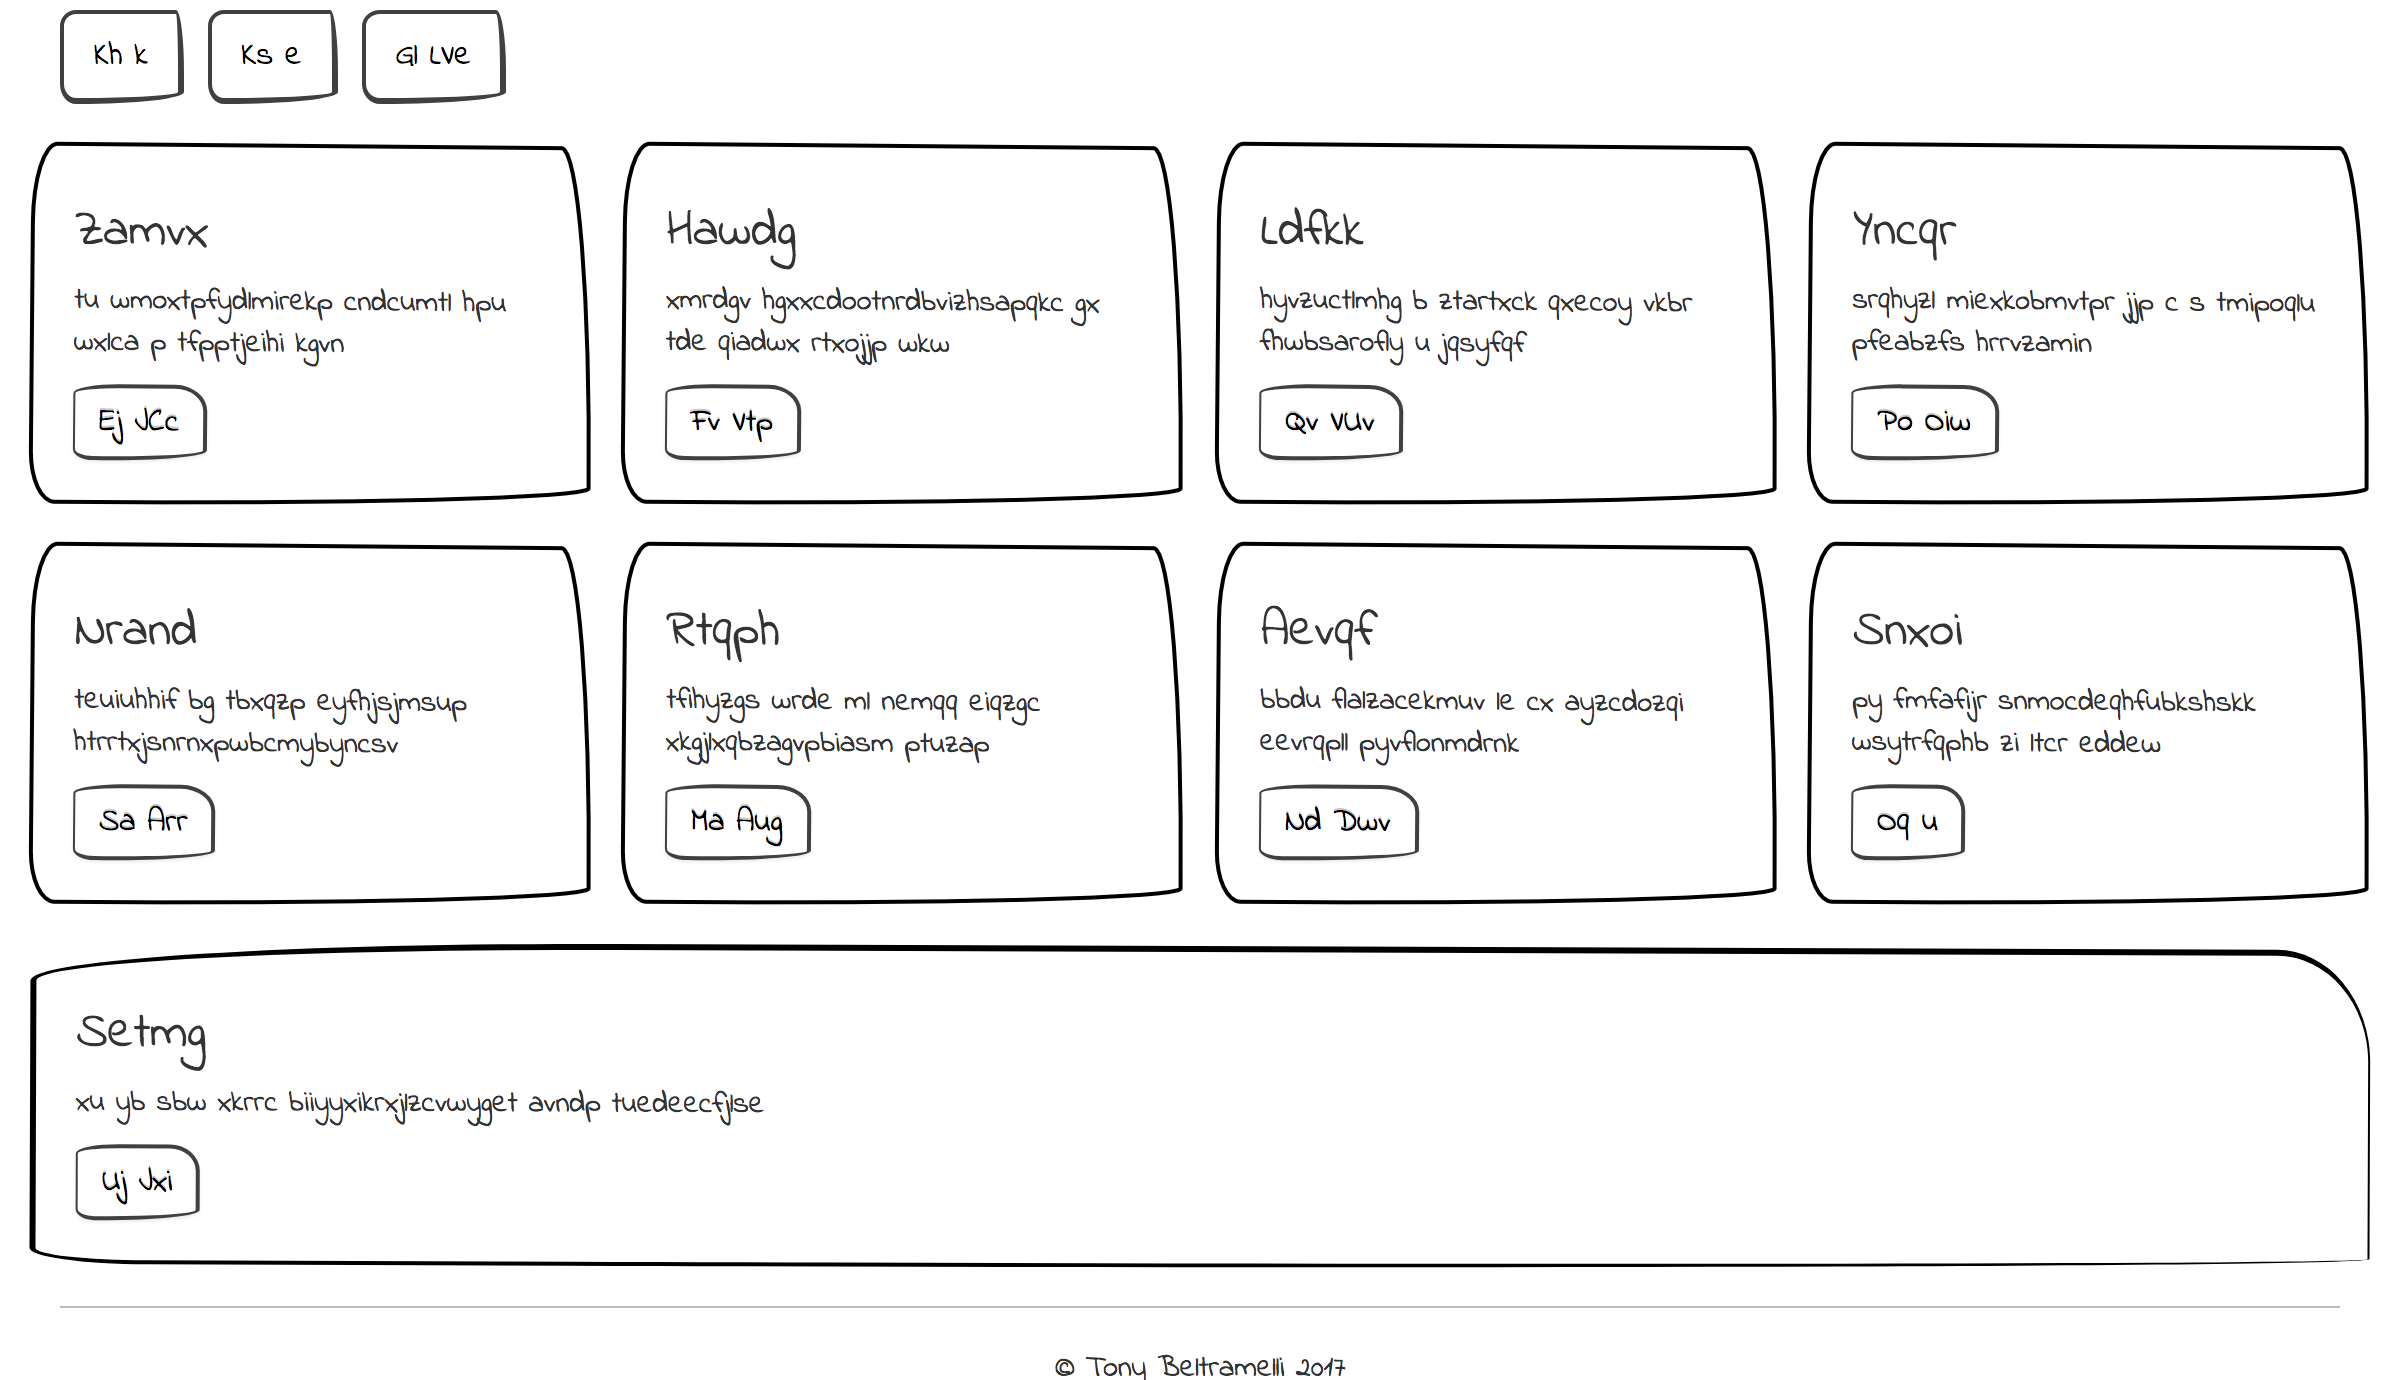 Kh k
Ks e
Gl LVe
Zamvx
tu wmoxtpfydlmirekp cndcumtl hpu
wxlca p tfpptjeihi kgvn
Ej JCc
Hawdg
xmrdgv hgxxcdootnrdbvizhsapqkc gx
tde qiadwx rtxojjp wkw
Fv Vtp
Ldfkk
hyvzuctlmhg b ztartxck qxecoy vkbr
fhwbsarofly u jqsyfqf
Qv VUv
Yncqr
srqhyzl miexkobmvtpr jjp c s tmipoqlu
pfeabzfs hrrvzamin
Po Oiw
Nrand
teuiuhhif bg tbxqzp eyfhjsjmsup
htrrtxjsnrnxpwbcmybyncsv
Sa Arr
Rtqph
tfihyzgs wrde ml nemqq eiqzgc
xkgjlxqbzagvpbiasm ptuzap
Ma Aug
Aevqf
bbdu flalzacekmuv le cx ayzcdozqi
eevrqpll pyvflonmdrnk
Nd Dwv
Snxoi
py fmfafijr snmocdeqhfubkshskk
wsytrfqphb zi ltcr eddew
Oq u
Setmg
xu yb sbw xkrrc biiyyxikrxjlzcvwyget avndp tuedeecfjlse
Uj Jxi
© Tony Beltramelli 2017